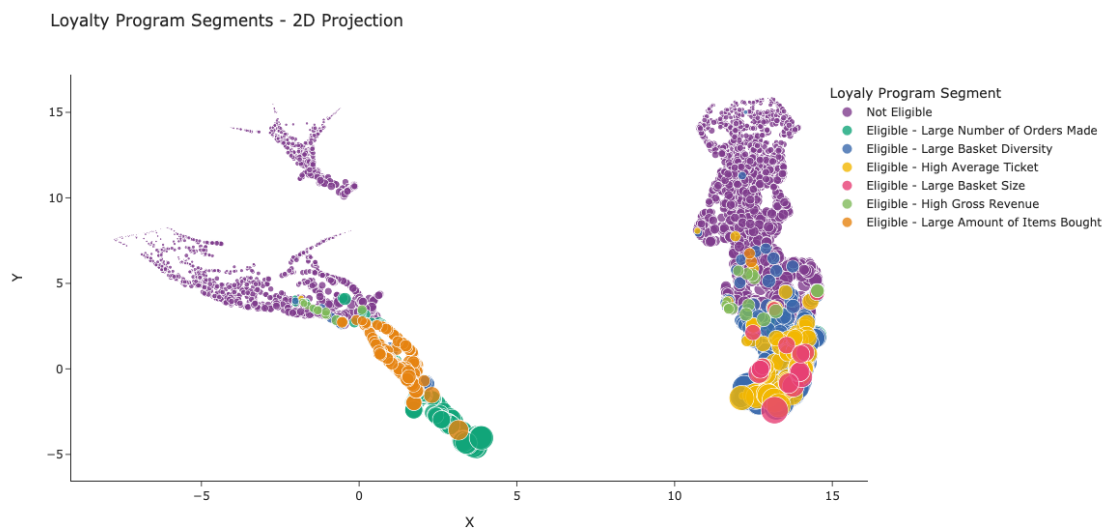 Loyalty Program Segments - 2D Projection
Loyaly Program Segment
Not Eligible
Eligible - Large Number of Orders Made
Eligible - Large Basket Diversity
Eligible - High Average Ticket
Eligible - Large Basket Size
Eligible - High Gross Revenue
Eligible - Large Amount of Items Bought
15
10
5
0
−5
Y
−5
0
5
10
15
X